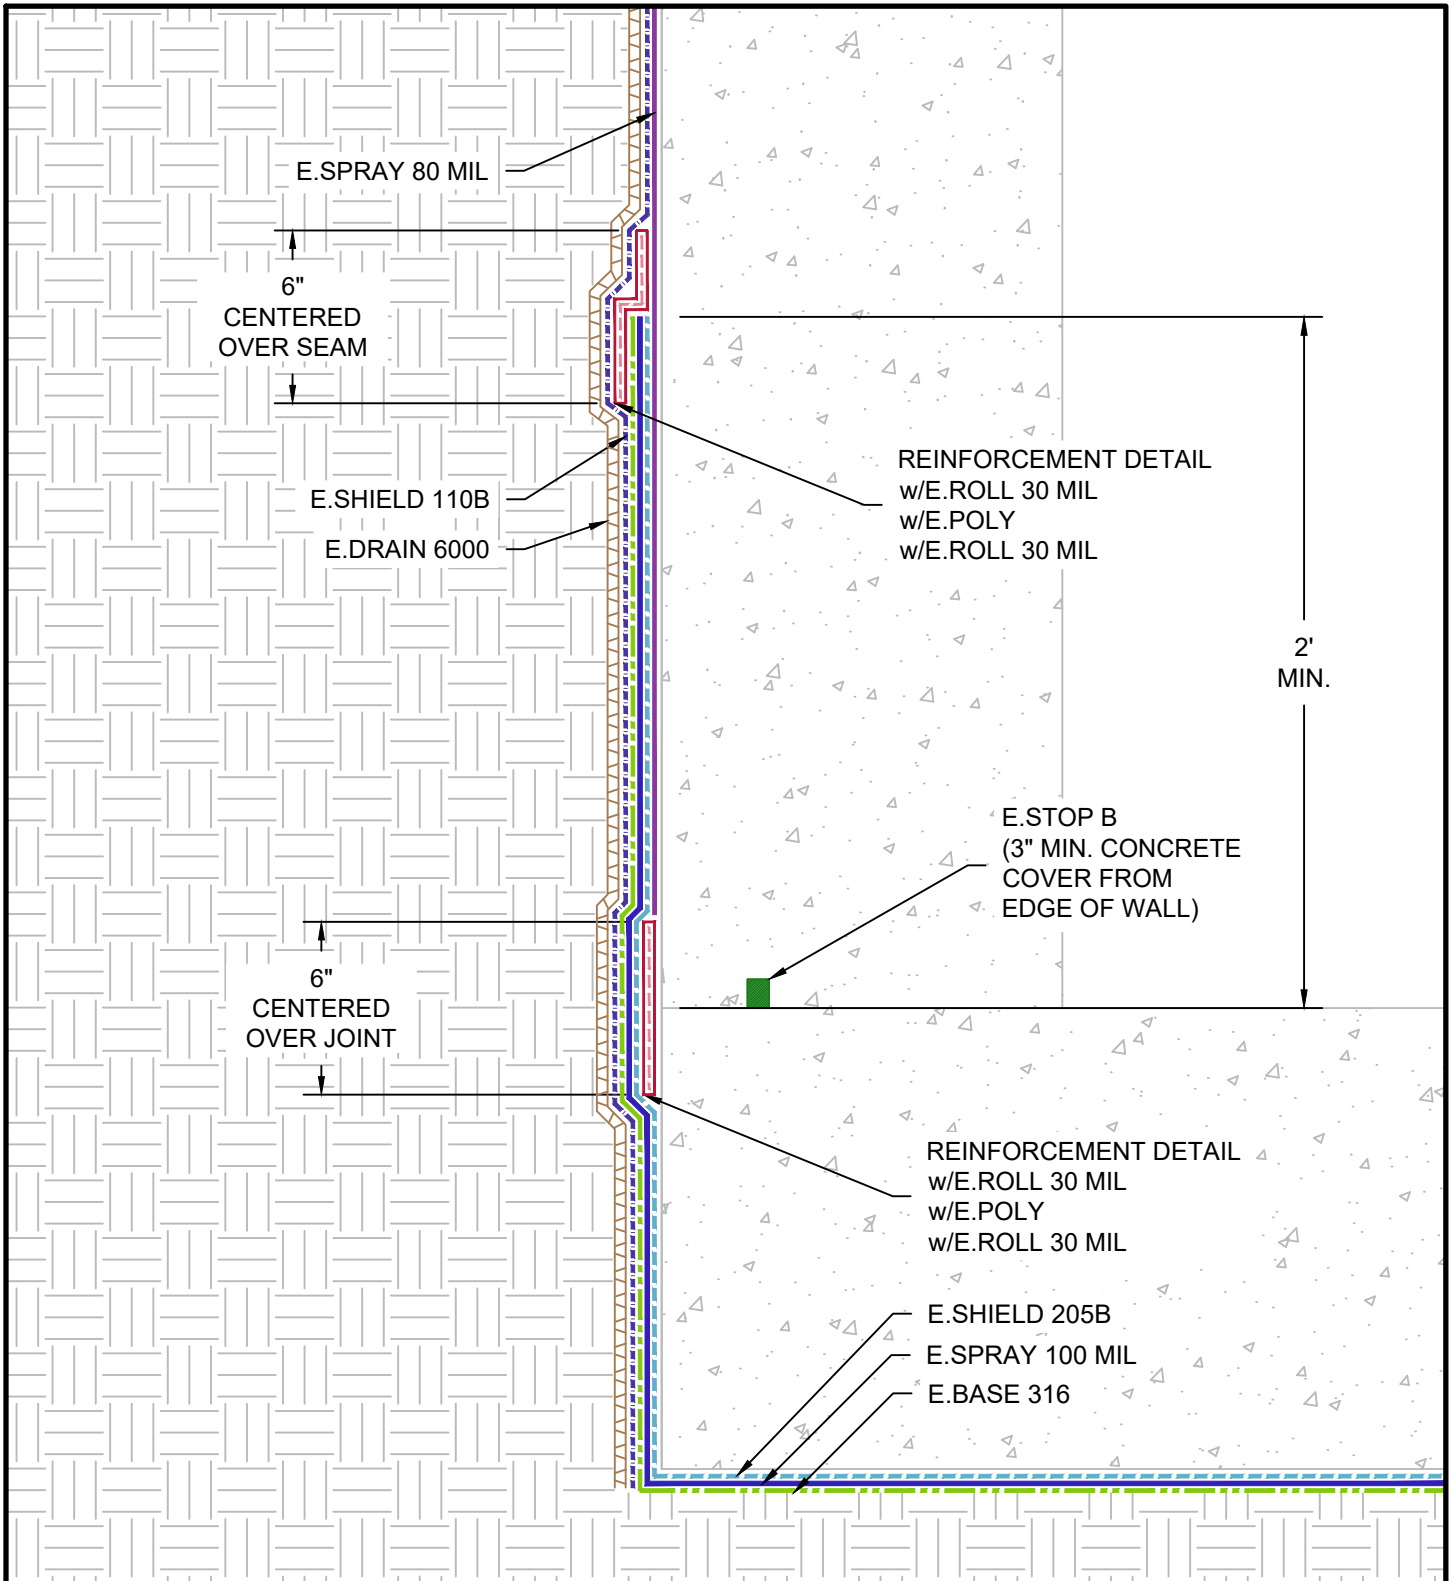 E.SPRAY 80 MIL
6"
CENTERED
OVER SEAM
REINFORCEMENT DETAIL
w/E.ROLL 30 MIL
w/E.POLY
w/E.ROLL 30 MIL
E.SHIELD 110B
E.DRAIN 6000
2'
MIN.
E.STOP B
(3" MIN. CONCRETE
COVER FROM
EDGE OF WALL)
6"
CENTERED
OVER JOINT
REINFORCEMENT DETAIL
w/E.ROLL 30 MIL
w/E.POLY
w/E.ROLL 30 MIL
E.SHIELD 205B
E.SPRAY 100 MIL
E.BASE 316